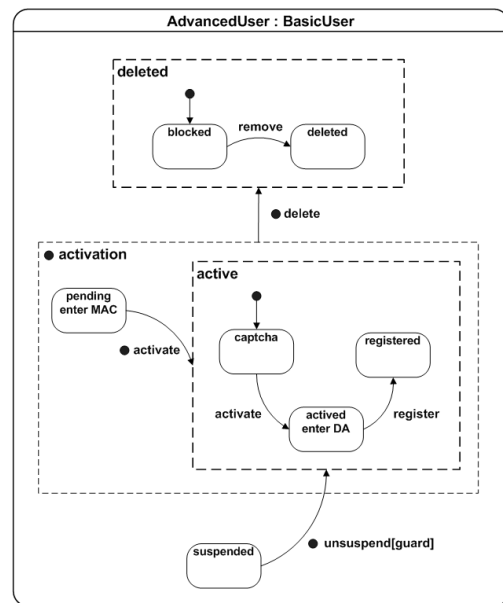 AdvancedUser : BasicUser
deleted
blocked
remove
deleted
delete
activation
active
pending
enter MAC
activate
captcha
registered
activate
actived
enter DA
register
unsuspend[guard]
suspended